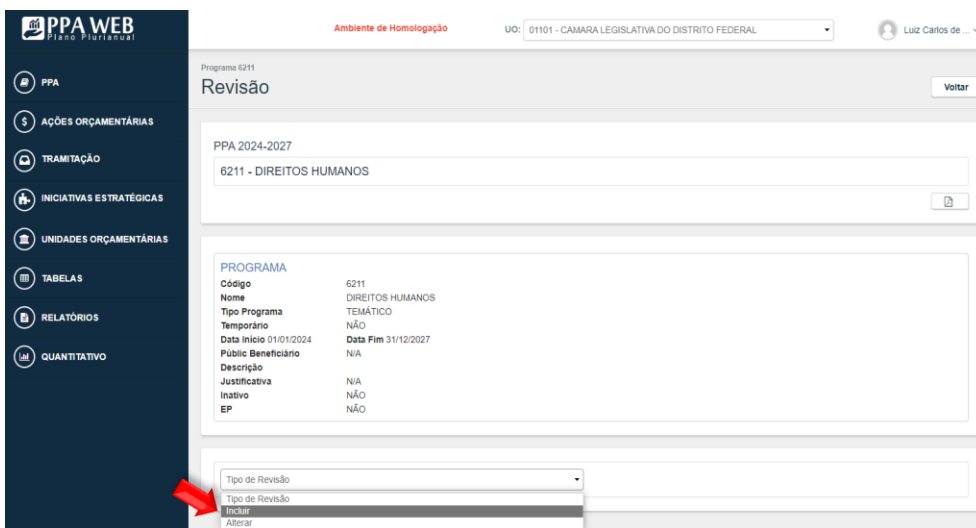 PPA WEB
Plano Plurianual
Ambiente de Homologação
UO: 01101 - CAMARA LEGISLATIVA DO DISTRITO FEDERAL
Luiz Carlos de ...
PPA
AÇÕES ORÇAMENTÁRIAS
TRAMITAÇÃO
INICIATIVAS ESTRATÉGICAS
UNIDADES ORÇAMENTÁRIAS
TABELAS
RELATÓRIOS
QUANTITATIVO
Programa 6211
Revisão
Voltar
PPA 2024-2027
6211 - DIREITOS HUMANOS
PROGRAMA
Código 6211
Nome DIREITOS HUMANOS
Tipo Programa TEMÁTICO
Temporário NÃO
Data Início 01/01/2024 Data Fim 31/12/2027
Públic Beneficiário N/A
Descrição
Justificativa N/A
Inativo NÃO
EP NÃO
Tipo de Revisão
Tipo de Revisão
Incluir
Alterar